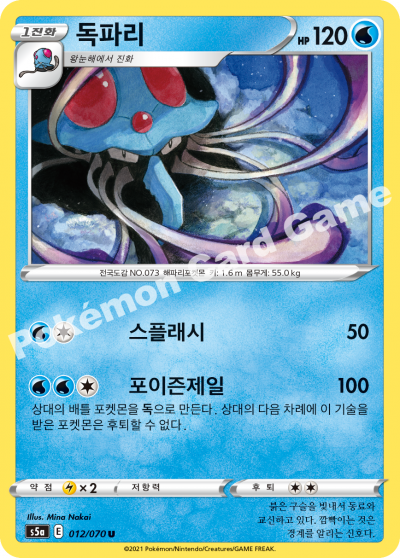 1진화
독파리
HP 120
왕눈해에서 진화
전국도감 NO.073 해파리포켓몬 키: 1.6 m 몸무게: 55.0 kg
스플래시 50
포이즌제일 100
상대의 배틀 포켓몬을 독으로 만든다. 상대의 다음 차례에 이 기술을
받은 포켓몬은 후퇴할 수 없다.
약점 ×2 저항력 후퇴
붉은 구슬을 빛내서 동료와
교신하고 있다. 깜빡이는 것은
경계를 알리는 신호다.
Illus. Mina Nakai
s5a E 012/070 U
©2021 Pokémon/Nintendo/Creatures/GAME FREAK.
Pokémon Card Game